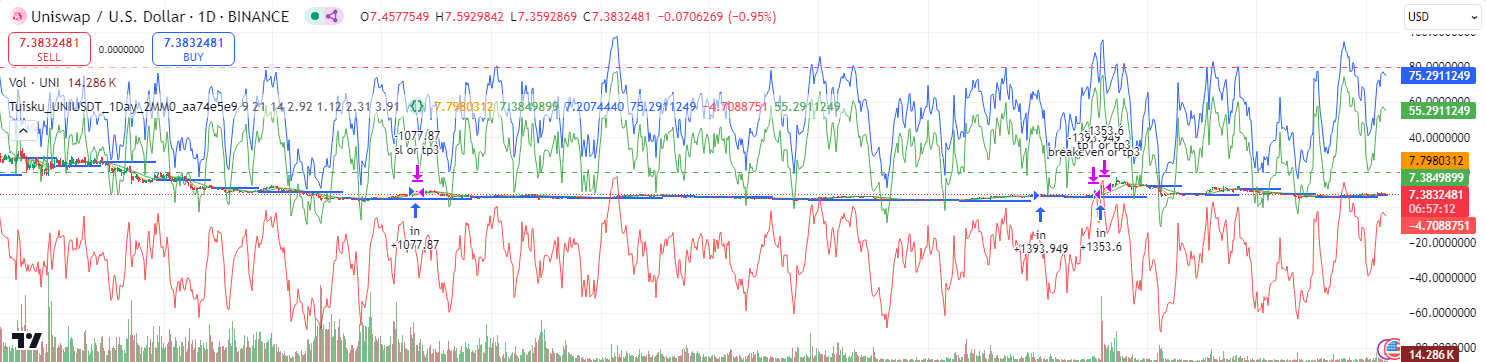 Uniswap / U.S. Dollar · 1D · BINANCE O7.4577549 H7.5929842 L7.3592869 C7.3832481 −0.0706269 (−0.95%)
USD
7.3832481
SELL
0.0000000
7.3832481
BUY
Vol · UNI 14.286 K
Tuisku_UNIUSDT_1Day_2MM0_aa74e5e9 9 21 14 2.92 1.12 2.31 3.91 7.7980312 7.3849899 7.2074440 75.2911249 −4.7088751 55.2911249
80.0000000
75.2911249
60.0000000
55.2911249
40.0000000
7.7980312
7.3849899
7.3832481
06:57:12
−4.7088751
−20.0000000
−40.0000000
−60.0000000
14.286 K
-1077.87
sl or tp3
in
+1077.87
in
+1393.949
-1353.6
-1393.949
tp1 or tp3
breakeven or tp3
in
+1353.6